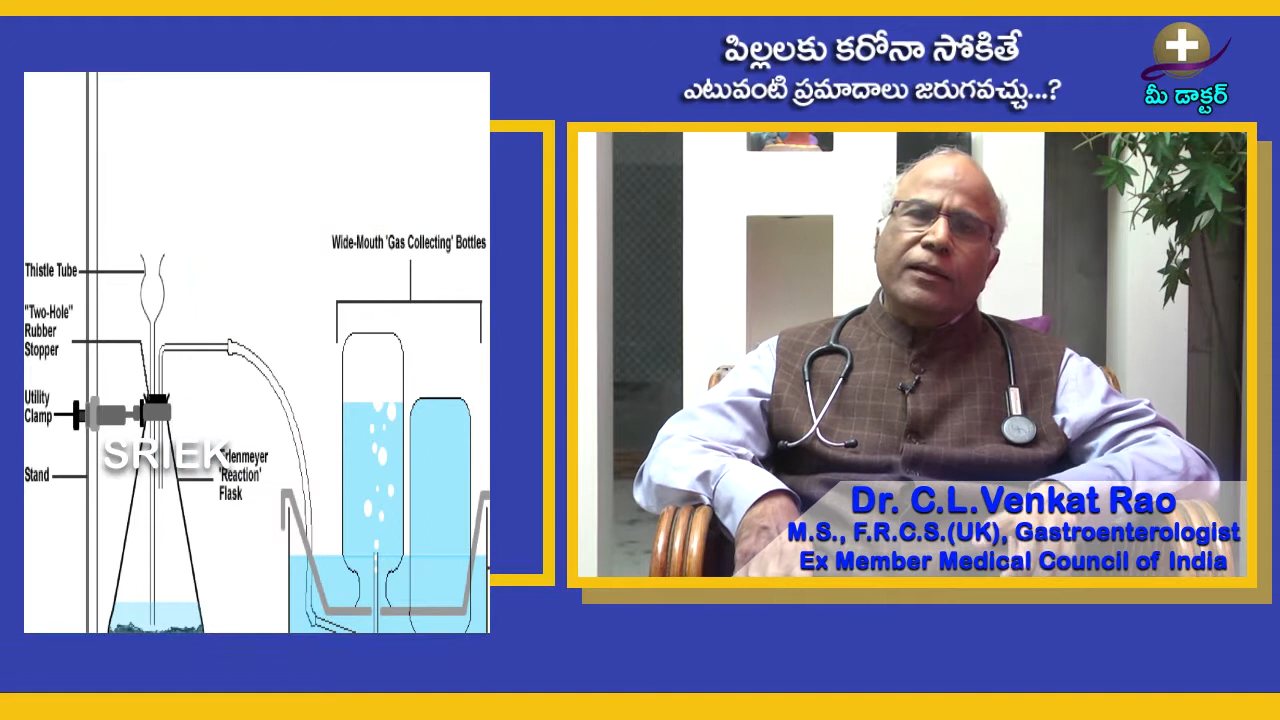 పిల్లలకు కరోనా సోకితే
ఎటువంటి ప్రమాదాలు జరుగవచ్చు...?
మీ డాక్టర్
Wide-Mouth 'Gas Collecting' Bottles
Thistle Tube
"Two-Hole"
Rubber
Stopper
Utility
Clamp
SRIEK
'Reaction'
Flask
Stand
Dr. C.L.Venkat Rao
M.S., F.R.C.S.(UK), Gastroenterologist
Ex Member Medical Council of India